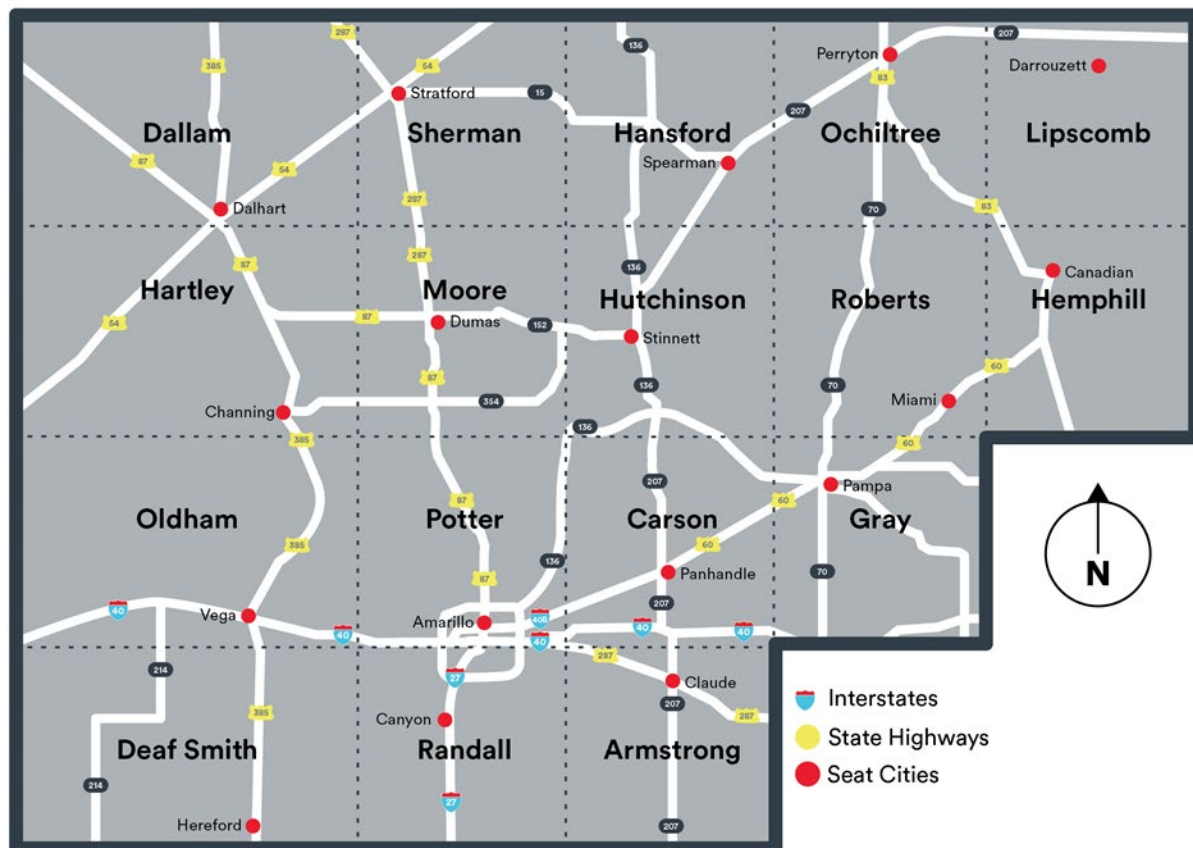 287
136
207
Perryton
385
54
83
Darrouzett
Stratford
15
207
Dallam
Sherman
Hansford
Ochiltree
Lipscomb
87
54
Spearman
287
Dalhart
70
83
287
87
136
Canadian
Hartley
Moore
Hutchinson
Roberts
Hemphill
54
87
Dumas
152
Stinnett
60
87
136
70
354
Miami
Channing
385
136
60
207
Pampa
87
60
Oldham
Potter
Carson
Gray
385
60
136
Panhandle
70
87
N
207
40
Vega
Amarillo
40B
40
40
40
40
287
214
27
Claude
Interstates
207
385
Canyon
287
State Highways
Deaf Smith
Randall
Armstrong
Seat Cities
214
27
Hereford
207